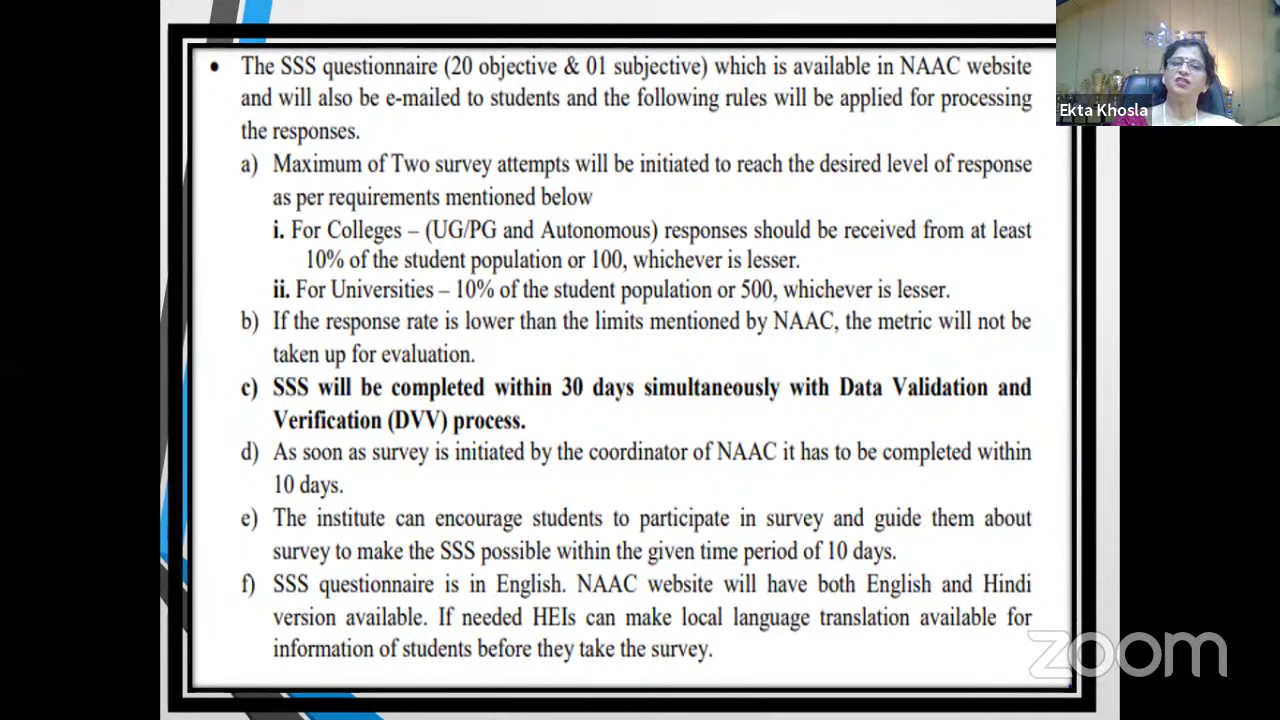 • The SSS questionnaire (20 objective & 01 subjective) which is available in NAAC website
and will also be e-mailed to students and the following rules will be applied for processing
the responses.
a) Maximum of Two survey attempts will be initiated to reach the desired level of response
as per requirements mentioned below
i. For Colleges – (UG/PG and Autonomous) responses should be received from at least
10% of the student population or 100, whichever is lesser.
ii. For Universities – 10% of the student population or 500, whichever is lesser.
b) If the response rate is lower than the limits mentioned by NAAC, the metric will not be
taken up for evaluation.
c) SSS will be completed within 30 days simultaneously with Data Validation and
Verification (DVV) process.
d) As soon as survey is initiated by the coordinator of NAAC it has to be completed within
10 days.
e) The institute can encourage students to participate in survey and guide them about
survey to make the SSS possible within the given time period of 10 days.
f) SSS questionnaire is in English. NAAC website will have both English and Hindi
version available. If needed HEIs can make local language translation available for
information of students before they take the survey.
Ekta Khosla
zoom